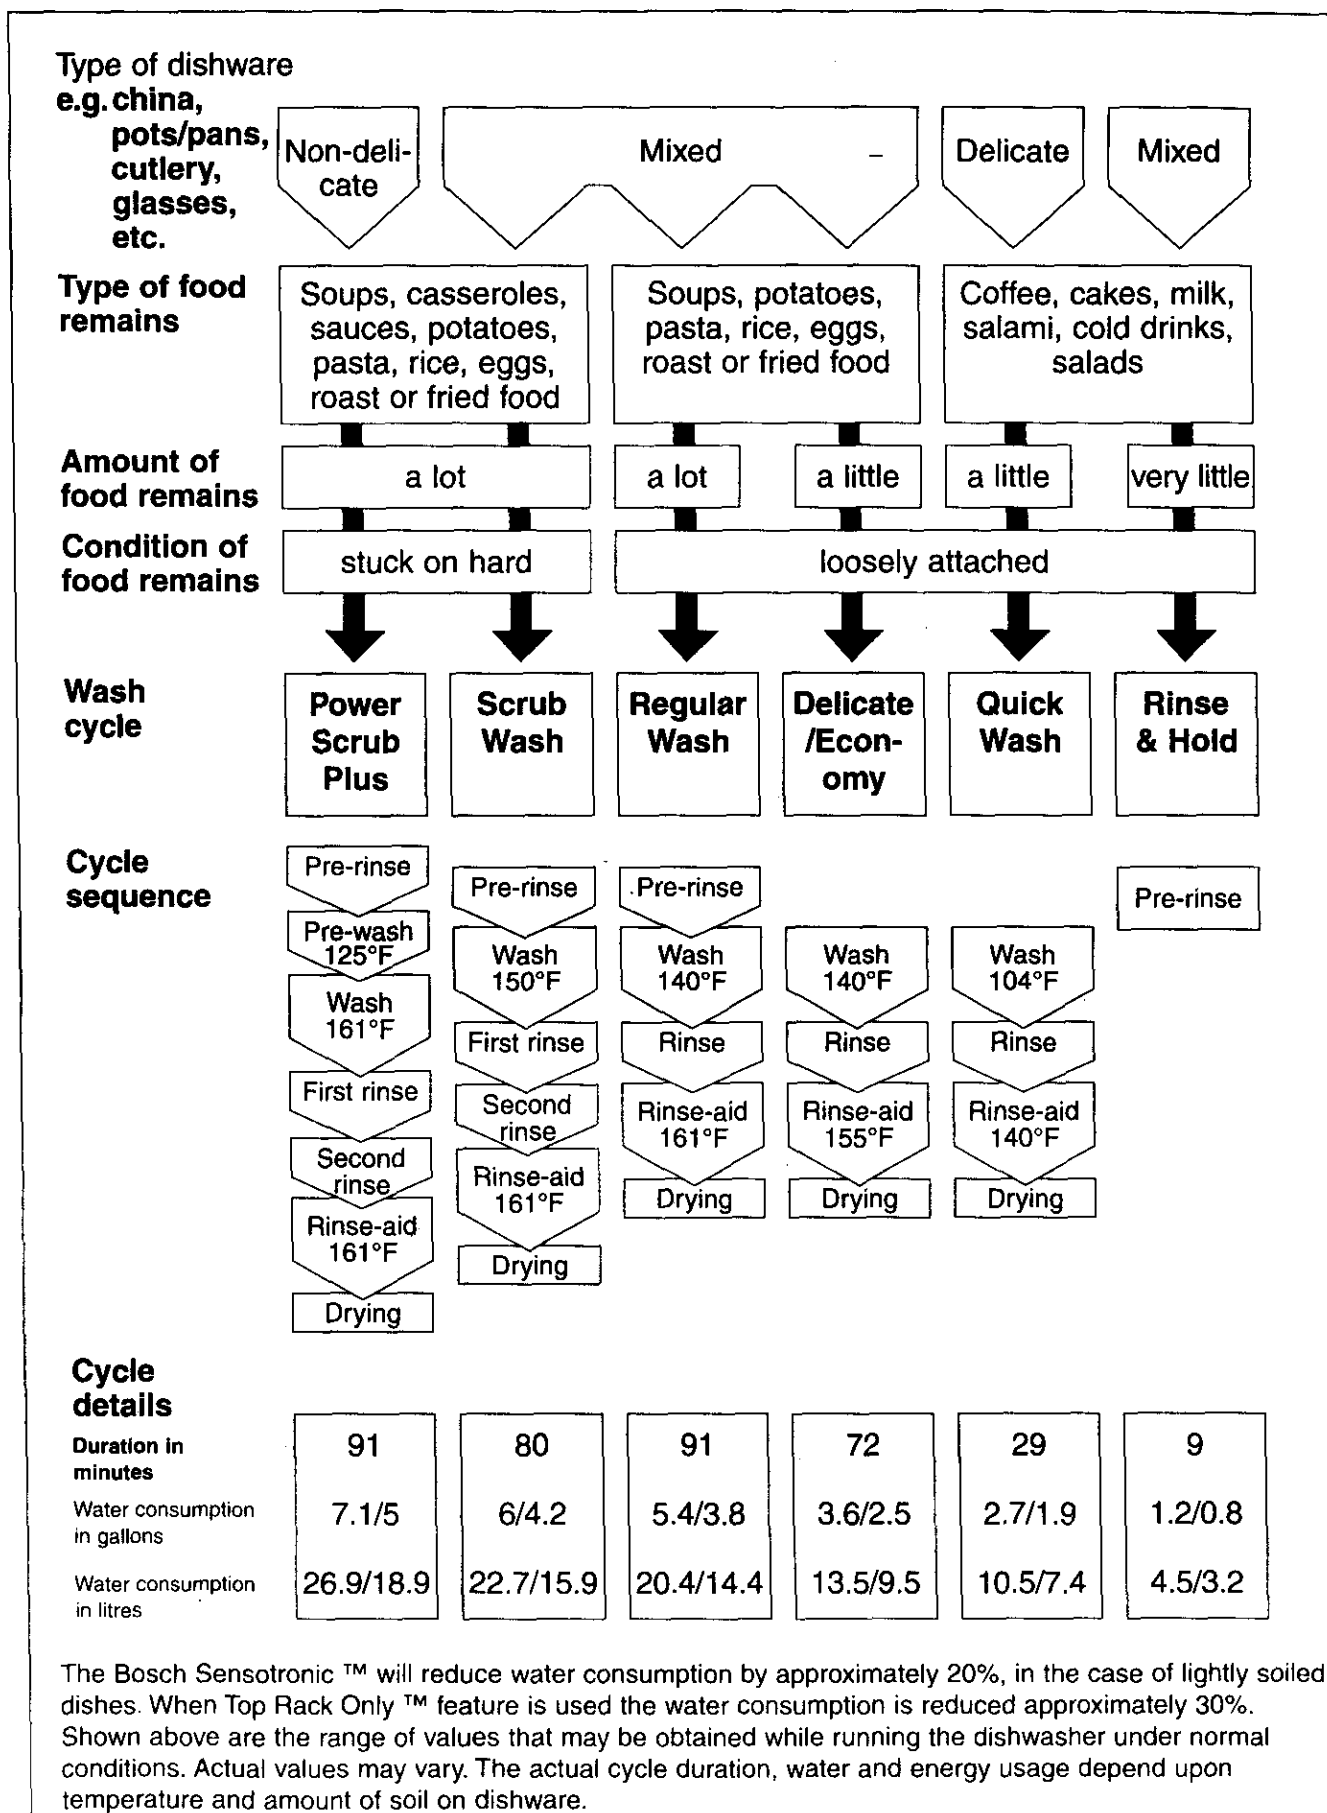 Type of dishware
e.g. china,
pots/pans,
cutlery,
glasses,
etc.
Non-deli-
cate
Mixed
Delicate
Mixed
Type of food
remains
Soups, casseroles,
sauces, potatoes,
pasta, rice, eggs,
roast or fried food
Soups, potatoes,
pasta, rice, eggs,
roast or fried food
Coffee, cakes, milk,
salami, cold drinks,
salads
Amount of
food remains
a lot
a lot
a little
a little
very little
Condition of
food remains
stuck on hard
loosely attached
Wash
cycle
Power
Scrub
Plus
Scrub
Wash
Regular
Wash
Delicate
/Econ-
omy
Quick
Wash
Rinse
& Hold
Cycle
sequence
Pre-rinse
Pre-wash
125°F
Wash
161°F
First rinse
Second
rinse
Rinse-aid
161°F
Drying
Pre-rinse
Wash
150°F
First rinse
Second
rinse
Rinse-aid
161°F
Drying
Pre-rinse
Wash
140°F
Rinse
Rinse-aid
161°F
Drying
Wash
140°F
Rinse
Rinse-aid
155°F
Drying
Wash
104°F
Rinse
Rinse-aid
140°F
Drying
Pre-rinse
Cycle
details
Duration in
minutes
91 80 91 72 29 9
Water consumption
in gallons
7.1/5 6/4.2 5.4/3.8 3.6/2.5 2.7/1.9 1.2/0.8
Water consumption
in litres
26.9/18.9 22.7/15.9 20.4/14.4 13.5/9.5 10.5/7.4 4.5/3.2
The Bosch Sensotronic ™ will reduce water consumption by approximately 20%, in the case of lightly soiled
dishes. When Top Rack Only ™ feature is used the water consumption is reduced approximately 30%.
Shown above are the range of values that may be obtained while running the dishwasher under normal
conditions. Actual values may vary. The actual cycle duration, water and energy usage depend upon
temperature and amount of soil on dishware.